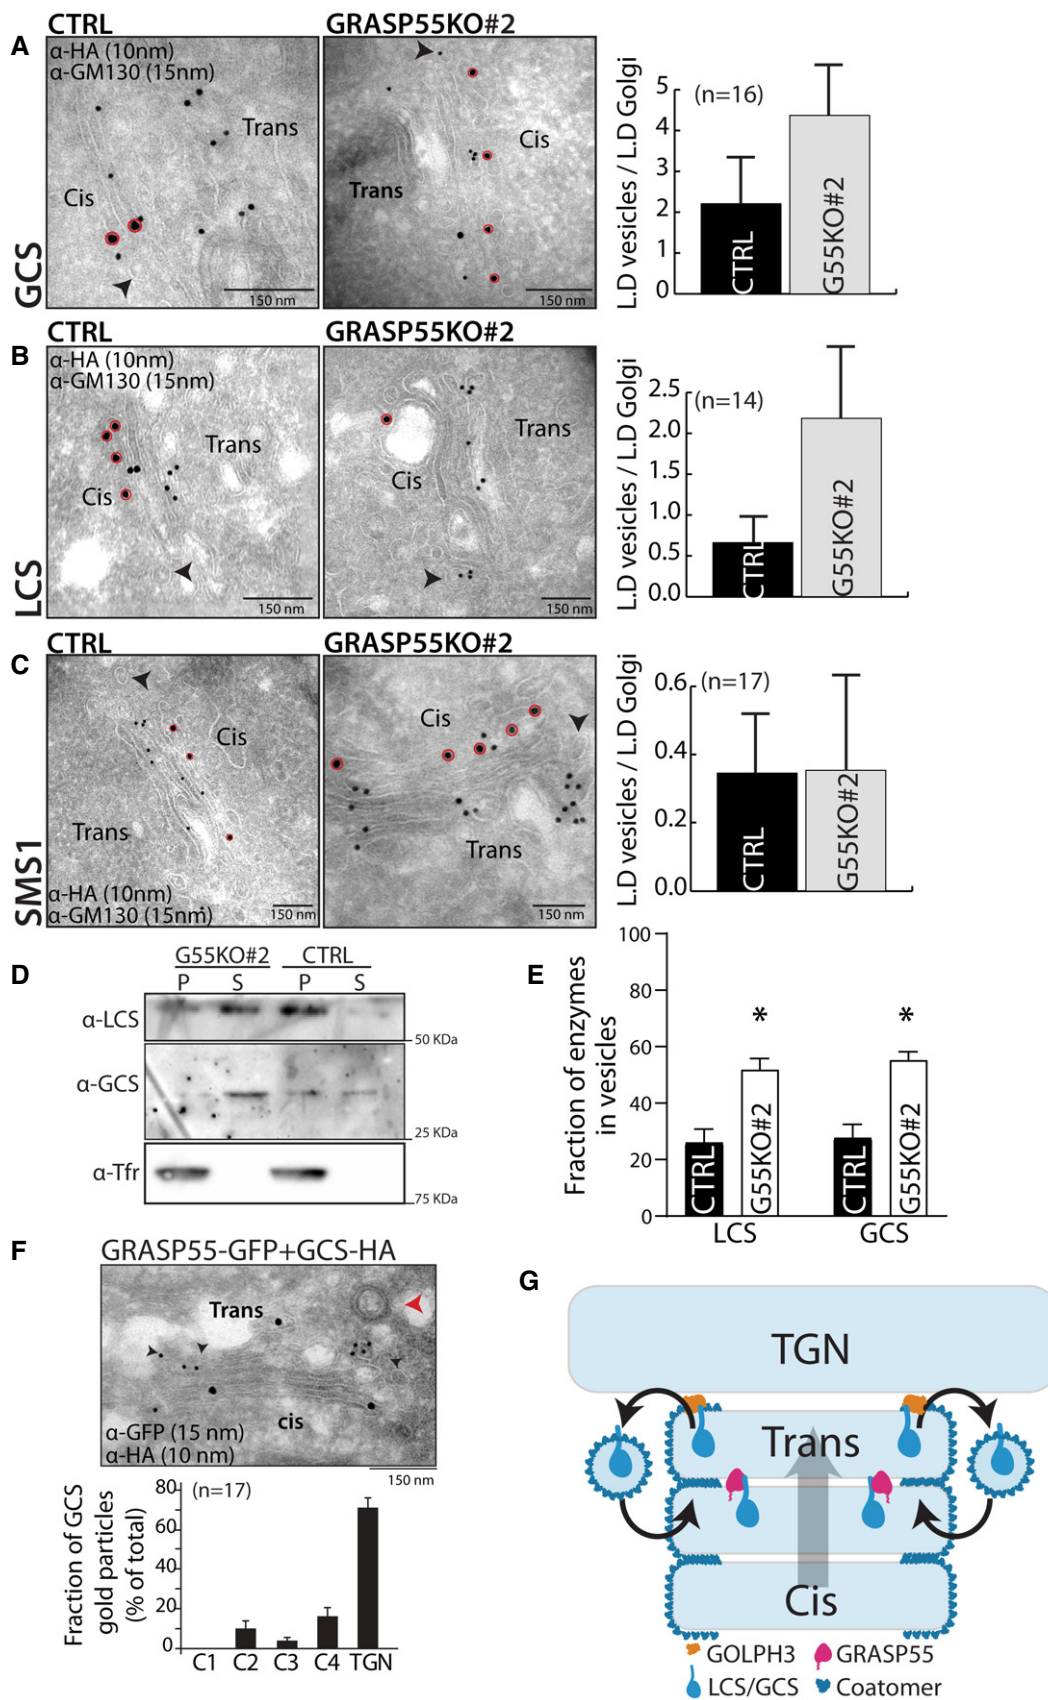 A
CTRL
GRASP55KO#2
α-HA (10nm)
α-GM130 (15nm)
Trans
Cis
150 nm
Cis
Trans
150 nm
GCS
L.D vesicles / L.D Golgi
5
4
3
2
1
0
(n=16)
CTRL
G55KO#2
B
CTRL
GRASP55KO#2
α-HA (10nm)
α-GM130 (15nm)
Trans
Cis
150 nm
Trans
Cis
150 nm
LCS
L.D vesicles / L.D Golgi
2.5
2.0
1.5
1.0
0.5
0.0
(n=14)
CTRL
G55KO#2
C
CTRL
GRASP55KO#2
Cis
Trans
α-HA (10nm)
α-GM130 (15nm)
150 nm
Cis
Trans
150 nm
SMS1
L.D vesicles / L.D Golgi
0.6
0.4
0.2
0.0
(n=17)
CTRL
G55KO#2
D
G55KO#2 CTRL
P S P S
α-LCS
50 KDa
α-GCS
25 KDa
α-Tfr
75 KDa
E
Fraction of enzymes
in vesicles
100
80
60
40
20
0
* *
CTRL
G55KO#2
CTRL
G55KO#2
LCS GCS
F
GRASP55-GFP+GCS-HA
Trans
cis
α-GFP (15 nm)
α-HA (10 nm)
150 nm
Fraction of GCS
gold particles
(% of total)
80
60
40
20
0
(n=17)
C1 C2 C3 C4 TGN
G
TGN
Trans
Cis
GOLPH3 GRASP55
LCS/GCS Coatomer